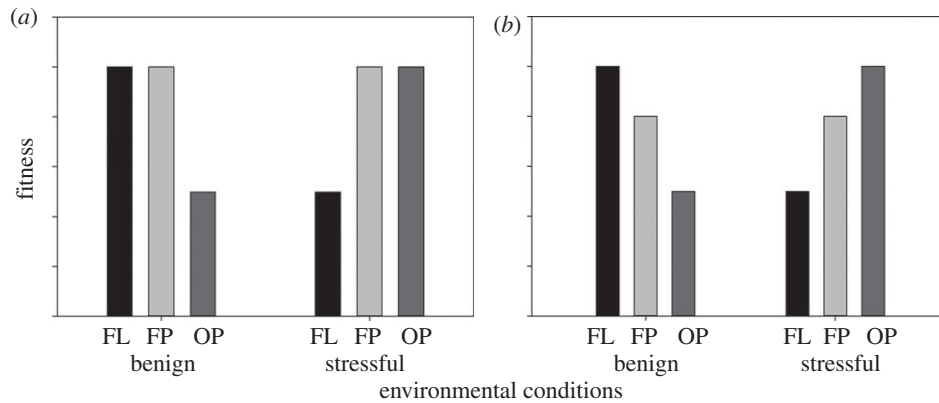 (a)
(b)
fitness
FL FP OP
FL FP OP
FL FP OP
FL FP OP
benign
stressful
benign
stressful
environmental conditions